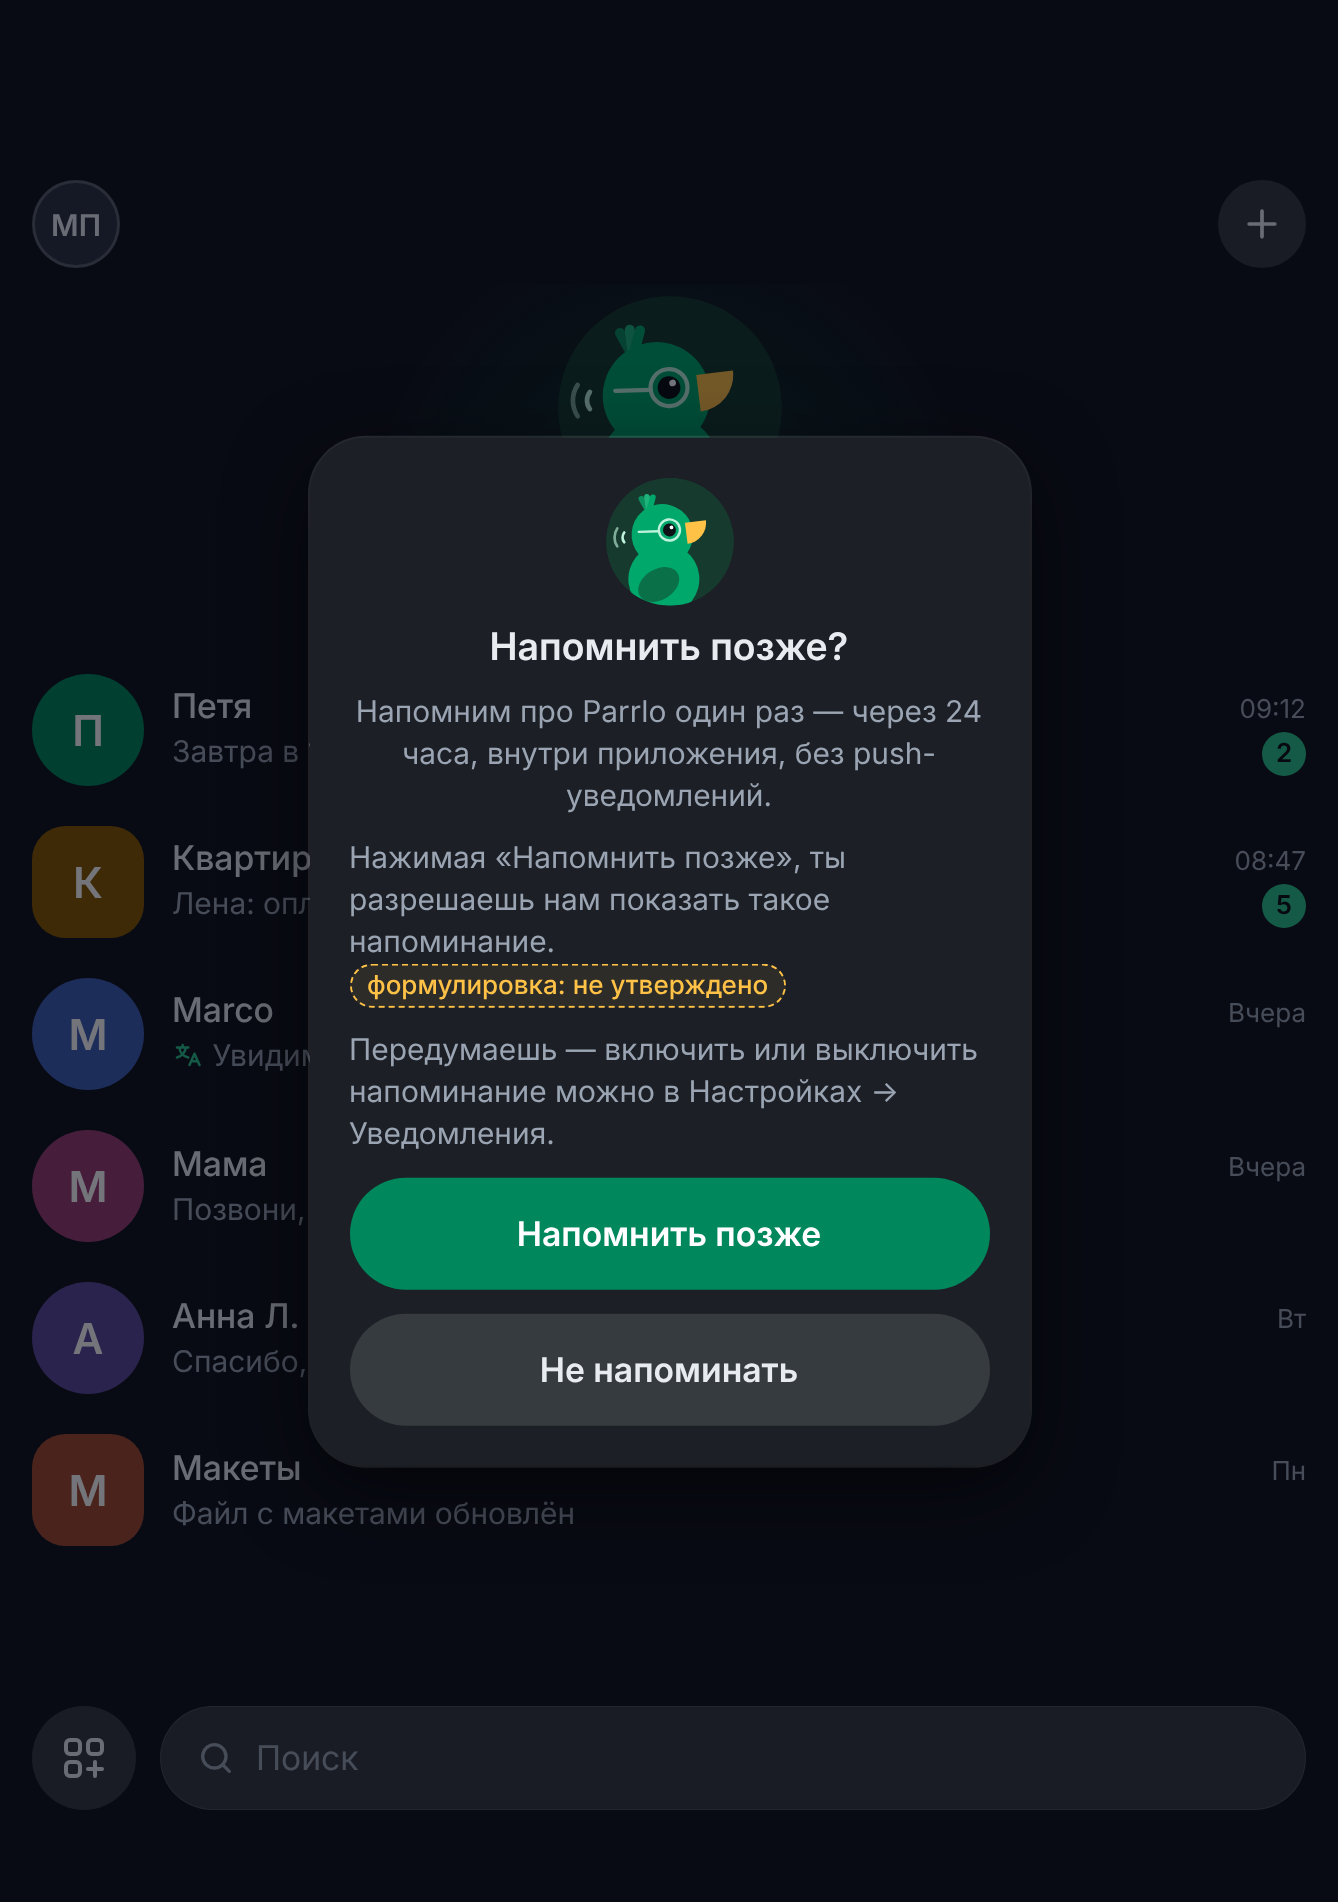 МП
Напомнить позже?
Напомним про Parrlo один раз — через 24
часа, внутри приложения, без push-
уведомлений.
Нажимая «Напомнить позже», ты
разрешаешь нам показать такое
напоминание.
формулировка: не утверждено
Передумаешь — включить или выключить
напоминание можно в Настройках →
Уведомления.
Напомнить позже
Не напоминать
П
Петя
09:12
Завтра в
2
К
08:47
Лена:
5
М
Marco
Вчера
М
Мама
Вчера
Позвони,
А
Анна Л.
Вт
Спасибо,
М
Макеты
Пн
Файл с макетами обновлён
Поиск